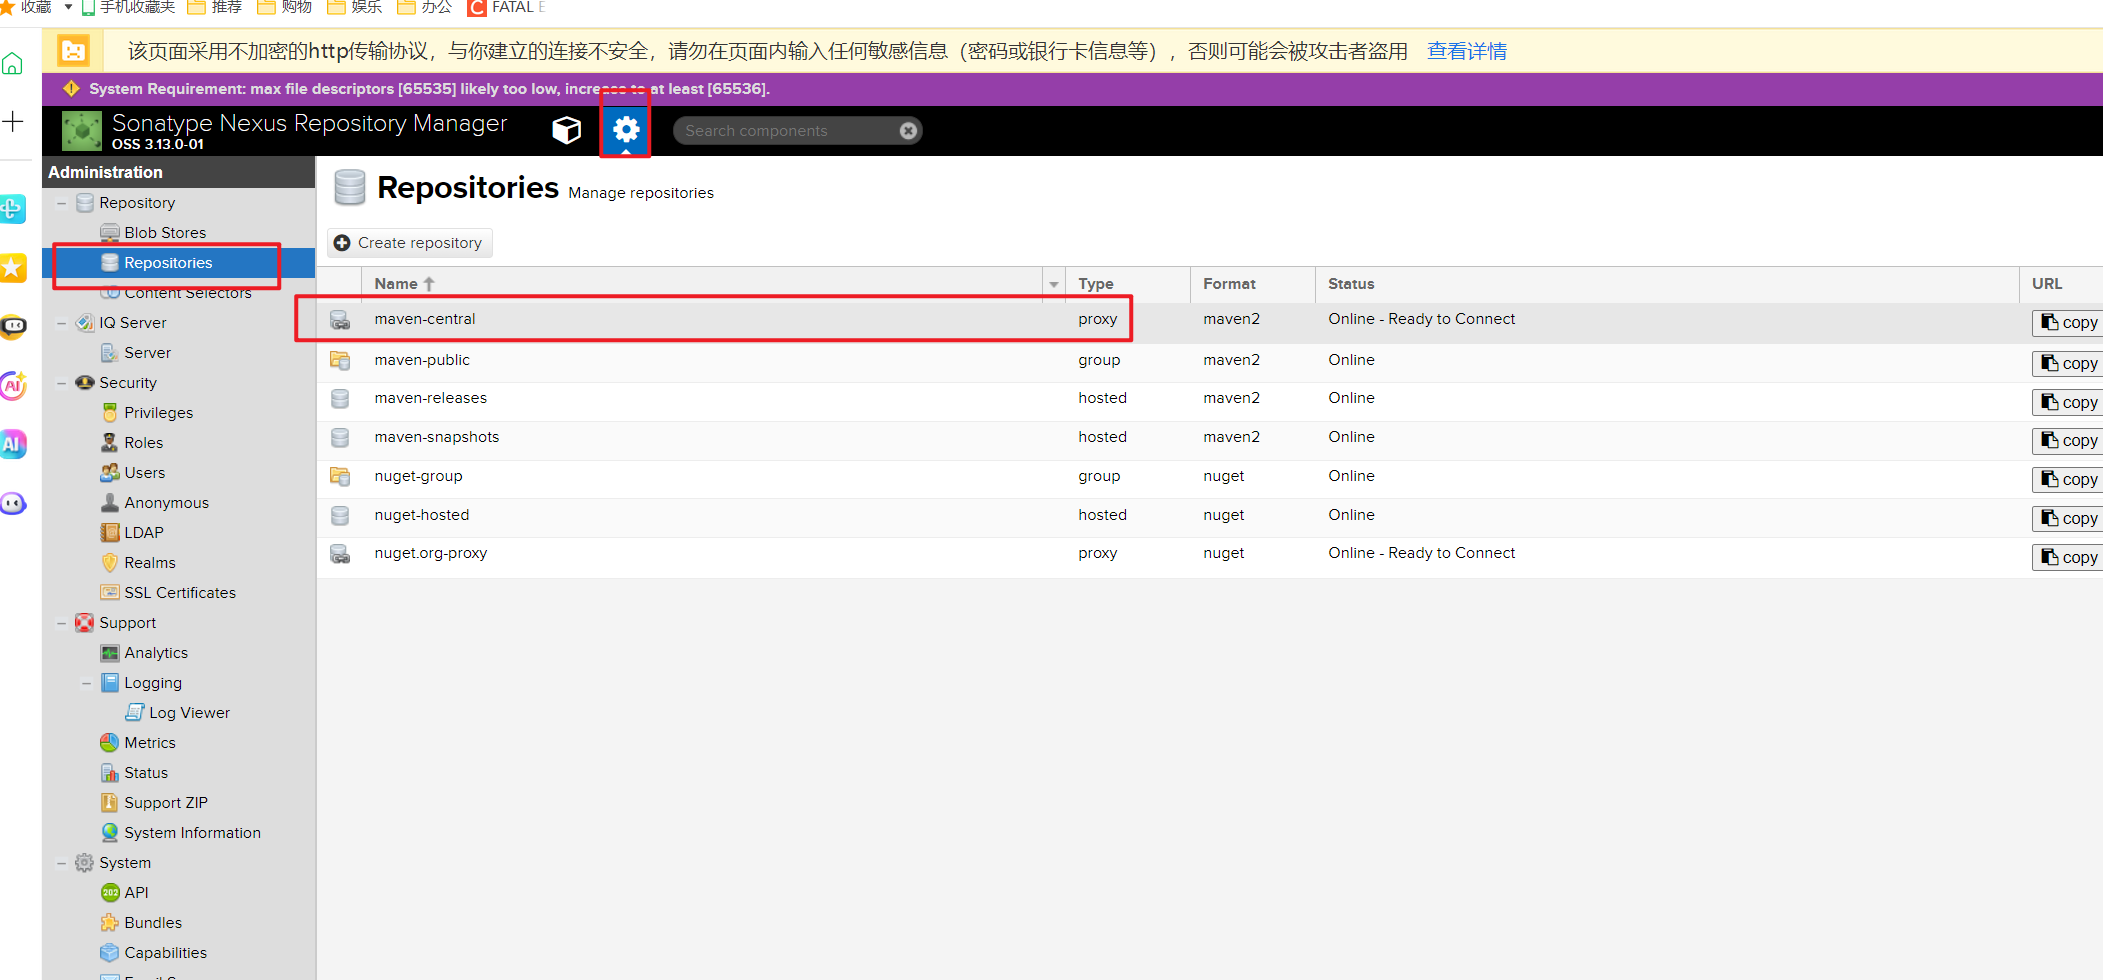 收藏 手机收藏夹 推荐 购物 娱乐 办公 FATAL E
该页面采用不加密的http传输协议，与你建立的连接不安全，请勿在页面内输入任何敏感信息（密码或银行卡信息等），否则可能会被攻击者盗用 查看详情
System Requirement: max file descriptors [65535] likely too low, increase to at least [65536].
Sonatype Nexus Repository Manager
OSS 3.13.0-01
Search components
Administration
Repository
Blob Stores
Repositories
Content Selectors
IQ Server
Server
Security
Privileges
Roles
Users
Anonymous
LDAP
Realms
SSL Certificates
Support
Analytics
Logging
Log Viewer
Metrics
Status
Support ZIP
System Information
System
API
Bundles
Capabilities
Repositories Manage repositories
Create repository
Name Type Format Status URL
maven-central proxy maven2 Online - Ready to Connect copy
maven-public group maven2 Online copy
maven-releases hosted maven2 Online copy
maven-snapshots hosted maven2 Online copy
nuget-group group nuget Online copy
nuget-hosted hosted nuget Online copy
nuget.org-proxy proxy nuget Online - Ready to Connect copy